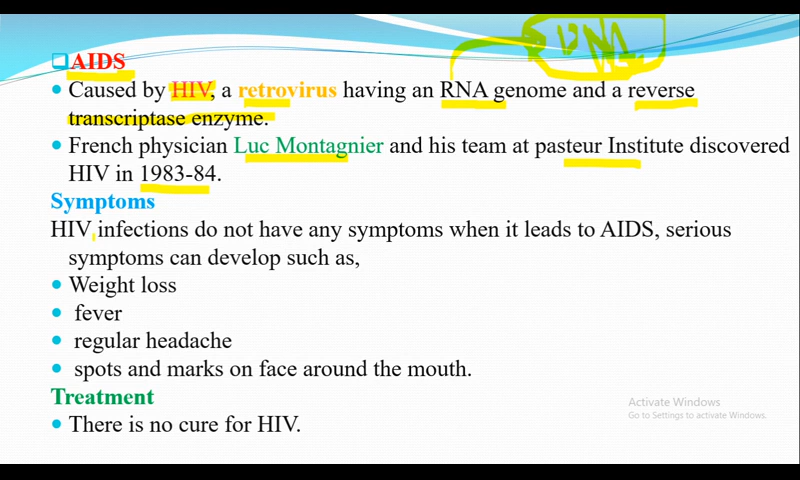 AIDS
Caused by HIV, a retrovirus having an RNA genome and a reverse
transcriptase enzyme.
French physician Luc Montagnier and his team at pasteur Institute discovered
HIV in 1983-84.
Symptoms
HIV infections do not have any symptoms when it leads to AIDS, serious
symptoms can develop such as,
Weight loss
fever
regular headache
spots and marks on face around the mouth.
Treatment
There is no cure for HIV.
Activate Windows
Go to Settings to activate Windows.